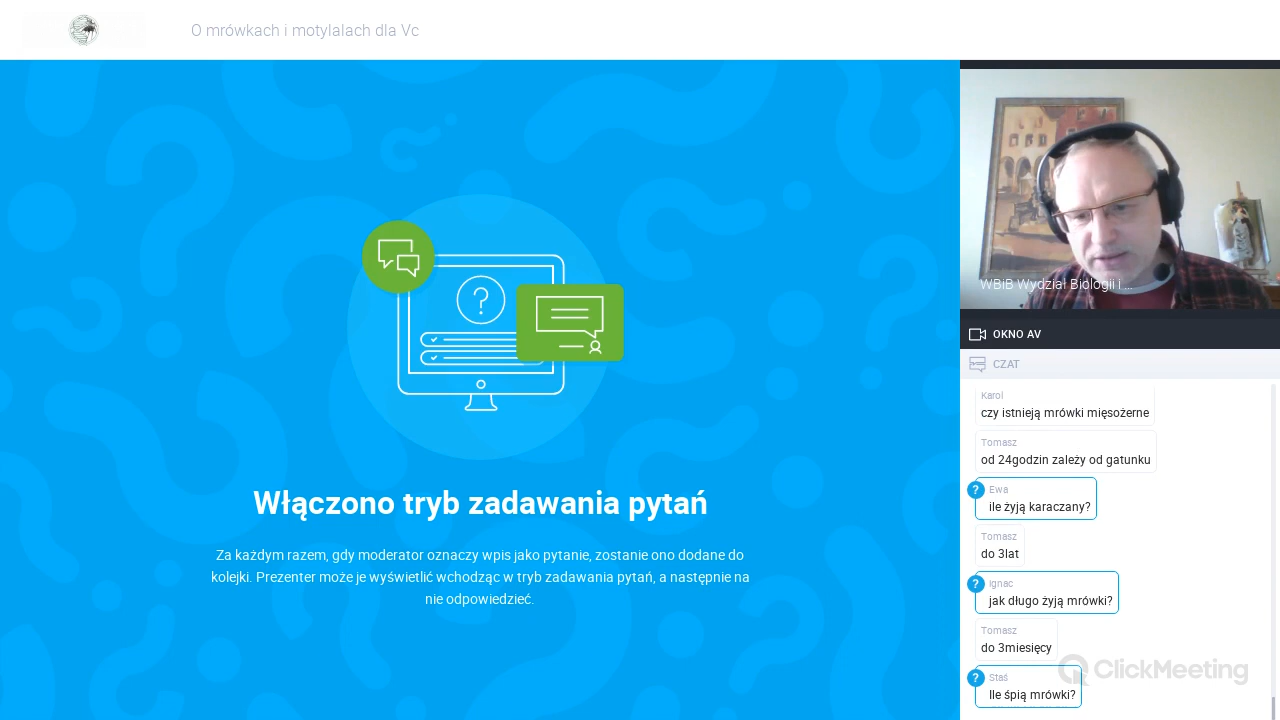 O mrówkach i motylalach dla Vc
WBiB Wydział Biologii i ...
OKNO AV
CZAT
Karol
czy istnieją mrówki mięsożerne
Tomasz
od 24godzin zależy od gatunku
?
Ewa
ile żyją karaczany?
Tomasz
do 3lat
?
Ignac
jak długo żyją mrówki?
Tomasz
do 3miesięcy
?
Staś
Ile śpią mrówki?
ClickMeeting
?
Włączono tryb zadawania pytań
Za każdym razem, gdy moderator oznaczy wpis jako pytanie, zostanie ono dodane do
kolejki. Prezenter może je wyświetlić wchodząc w tryb zadawania pytań, a następnie na
nie odpowiedzieć.